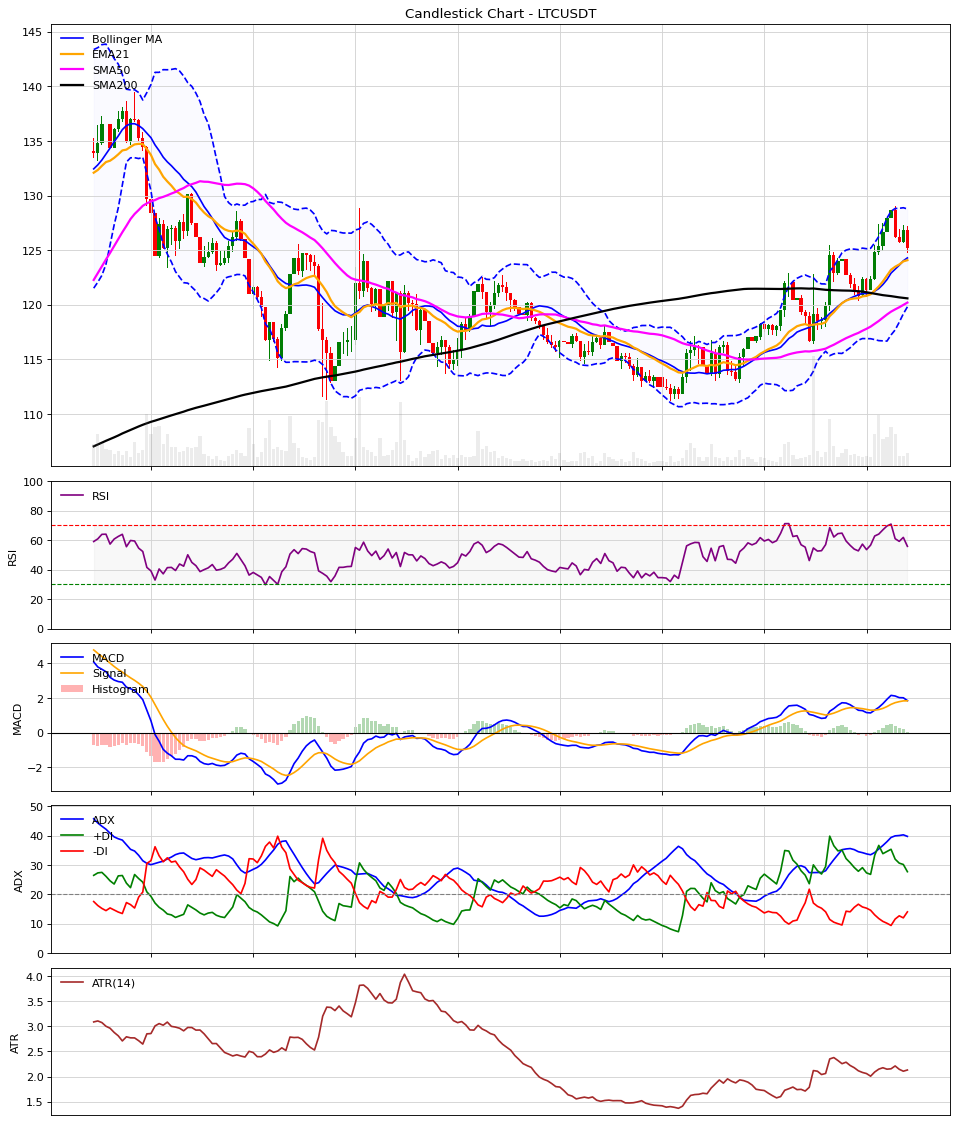 Candlestick Chart - LTCUSDT
145
140
135
130
125
120
115
110
Bollinger MA
EMA21
SMA50
SMA200
100
80
60
40
20
0
RSI
RSI
4
2
0
−2
MACD
MACD
Signal
Histogram
50
40
30
20
10
0
ADX
ADX
+DI
-DI
4.0
3.5
3.0
2.5
2.0
1.5
ATR
ATR(14)